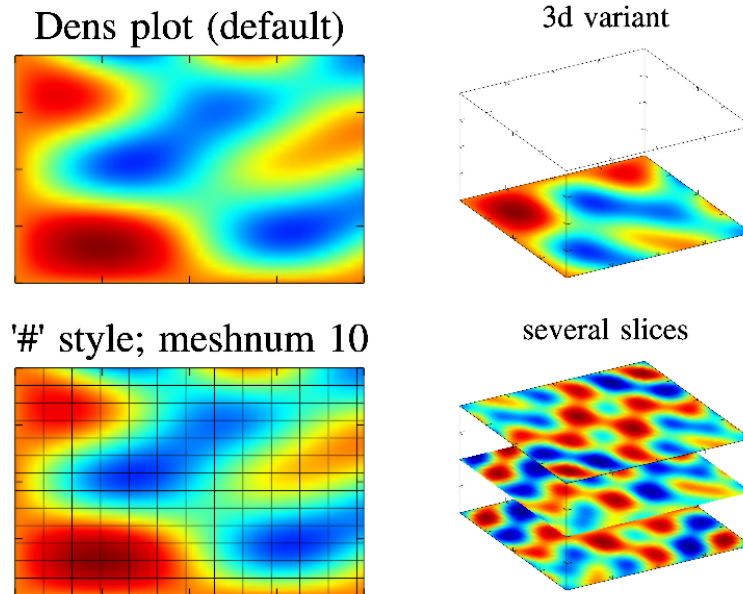 Dens plot (default)
3d variant
'#' style; meshnum 10
several slices